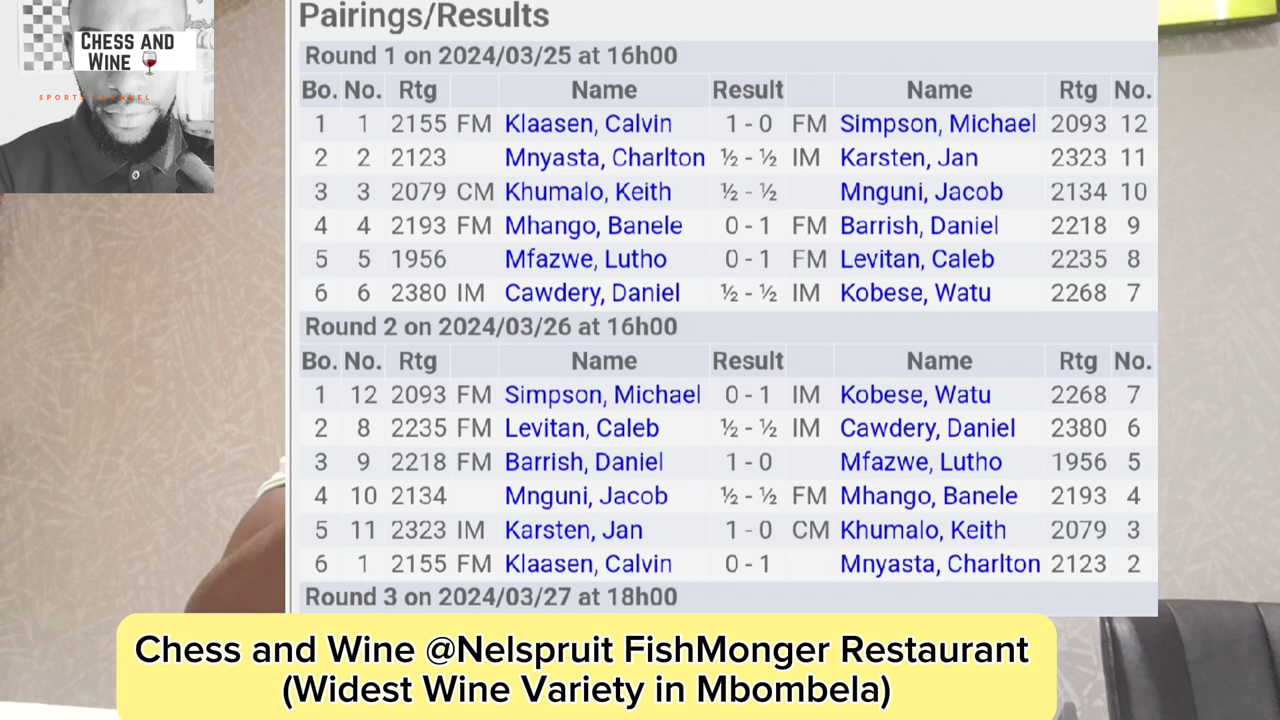 CHESS AND
WINE
SPORTS CHANNEL
Pairings/Results
Round 1 on 2024/03/25 at 16h00
Bo. No. Rtg Name Result Name Rtg No.
1 1 2155 FM Klaasen, Calvin 1 - 0 FM Simpson, Michael 2093 12
2 2 2123 Mnyasta, Charlton ½ - ½ IM Karsten, Jan 2323 11
3 3 2079 CM Khumalo, Keith ½ - ½ Mnguni, Jacob 2134 10
4 4 2193 FM Mhango, Banele 0 - 1 FM Barrish, Daniel 2218 9
5 5 1956 Mfazwe, Lutho 0 - 1 FM Levitan, Caleb 2235 8
6 6 2380 IM Cawdery, Daniel ½ - ½ IM Kobese, Watu 2268 7
Round 2 on 2024/03/26 at 16h00
Bo. No. Rtg Name Result Name Rtg No.
1 12 2093 FM Simpson, Michael 0 - 1 IM Kobese, Watu 2268 7
2 8 2235 FM Levitan, Caleb ½ - ½ IM Cawdery, Daniel 2380 6
3 9 2218 FM Barrish, Daniel 1 - 0 Mfazwe, Lutho 1956 5
4 10 2134 Mnguni, Jacob ½ - ½ FM Mhango, Banele 2193 4
5 11 2323 IM Karsten, Jan 1 - 0 CM Khumalo, Keith 2079 3
6 1 2155 FM Klaasen, Calvin 0 - 1 Mnyasta, Charlton 2123 2
Round 3 on 2024/03/27 at 18h00
Chess and Wine @Nelspruit FishMonger Restaurant
(Widest Wine Variety in Mbombela)